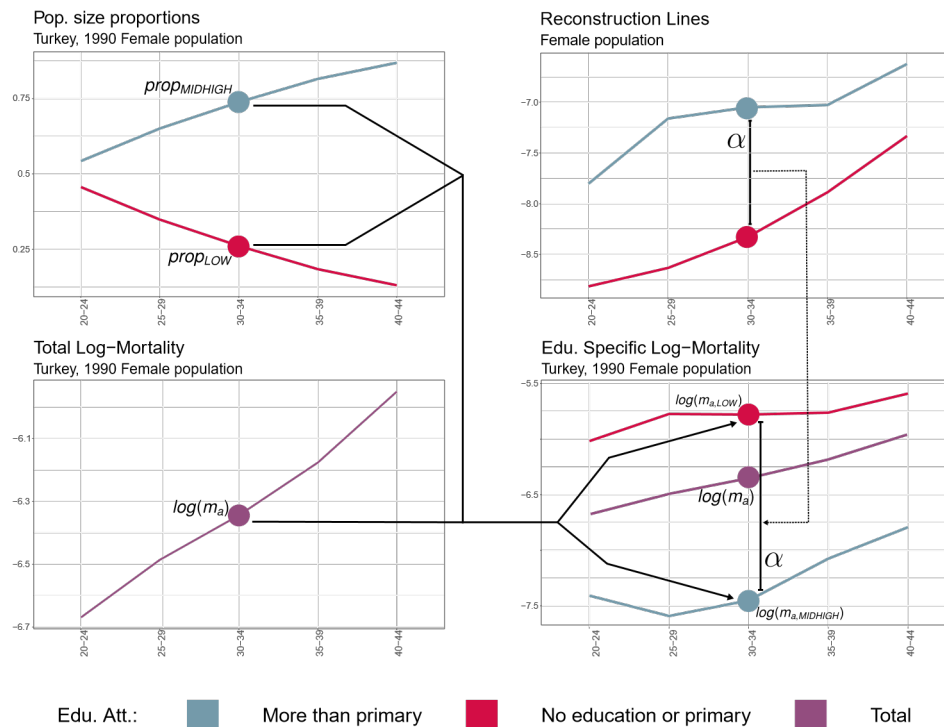 Pop. size proportions
Turkey, 1990 Female population
0.75
0.5
0.25
prop_MIDHIGH
prop_LOW
20−24
25−29
30−34
35−39
40−44
Reconstruction Lines
Female population
−7.0
−7.5
−8.0
−8.5
α
20−24
25−29
30−34
35−39
40−44
Total Log−Mortality
Turkey, 1990 Female population
−6.1
−6.3
−6.5
−6.7
log(m_a)
20−24
25−29
30−34
35−39
40−44
Edu. Specific Log−Mortality
Turkey, 1990 Female population
−5.5
−6.5
−7.5
log(m_a,LOW)
log(m_a)
α
log(m_a,MIDHIGH)
20−24
25−29
30−34
35−39
40−44
Edu. Att.: More than primary No education or primary Total